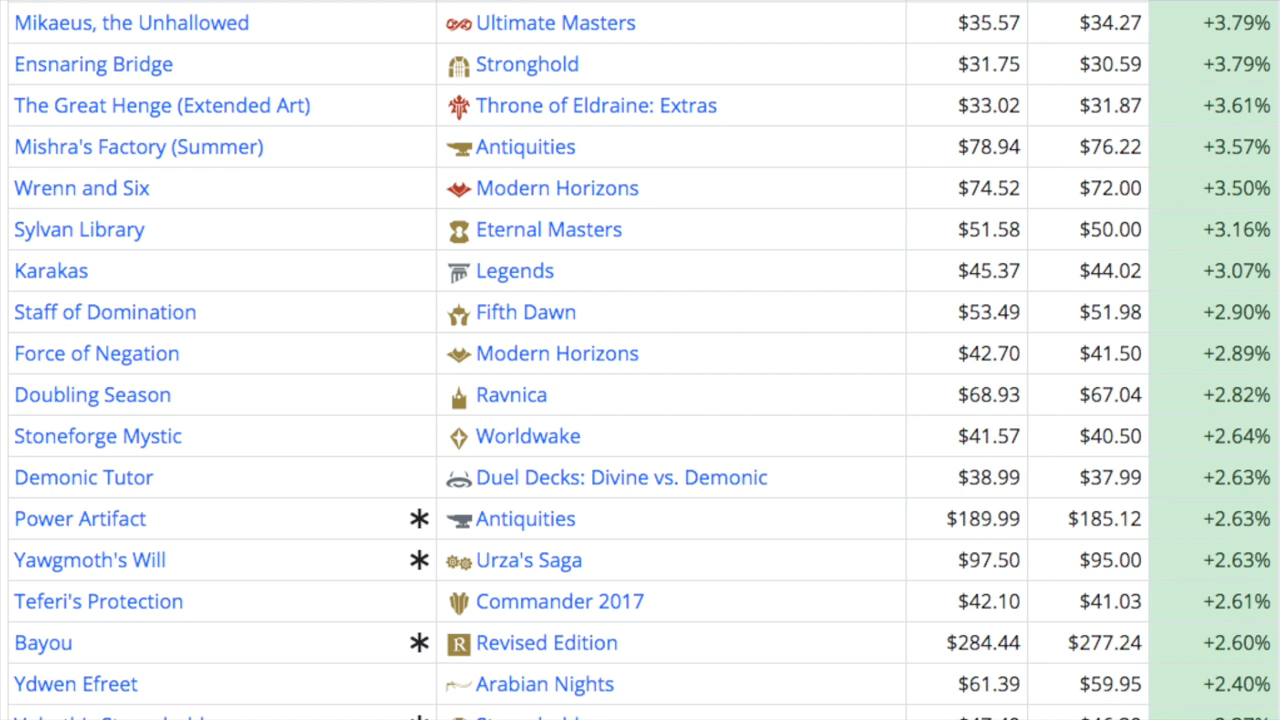 Mikaeus, the Unhallowed Ultimate Masters $35.57 $34.27 +3.79%
Ensnaring Bridge Stronghold $31.75 $30.59 +3.79%
The Great Henge (Extended Art) Throne of Eldraine: Extras $33.02 $31.87 +3.61%
Mishra's Factory (Summer) Antiquities $78.94 $76.22 +3.57%
Wrenn and Six Modern Horizons $74.52 $72.00 +3.50%
Sylvan Library Eternal Masters $51.58 $50.00 +3.16%
Karakas Legends $45.37 $44.02 +3.07%
Staff of Domination Fifth Dawn $53.49 $51.98 +2.90%
Force of Negation Modern Horizons $42.70 $41.50 +2.89%
Doubling Season Ravnica $68.93 $67.04 +2.82%
Stoneforge Mystic Worldwake $41.57 $40.50 +2.64%
Demonic Tutor Duel Decks: Divine vs. Demonic $38.99 $37.99 +2.63%
Power Artifact * Antiquities $189.99 $185.12 +2.63%
Yawgmoth's Will * Urza's Saga $97.50 $95.00 +2.63%
Teferi's Protection Commander 2017 $42.10 $41.03 +2.61%
Bayou * R Revised Edition $284.44 $277.24 +2.60%
Ydwen Efreet Arabian Nights $61.39 $59.95 +2.40%